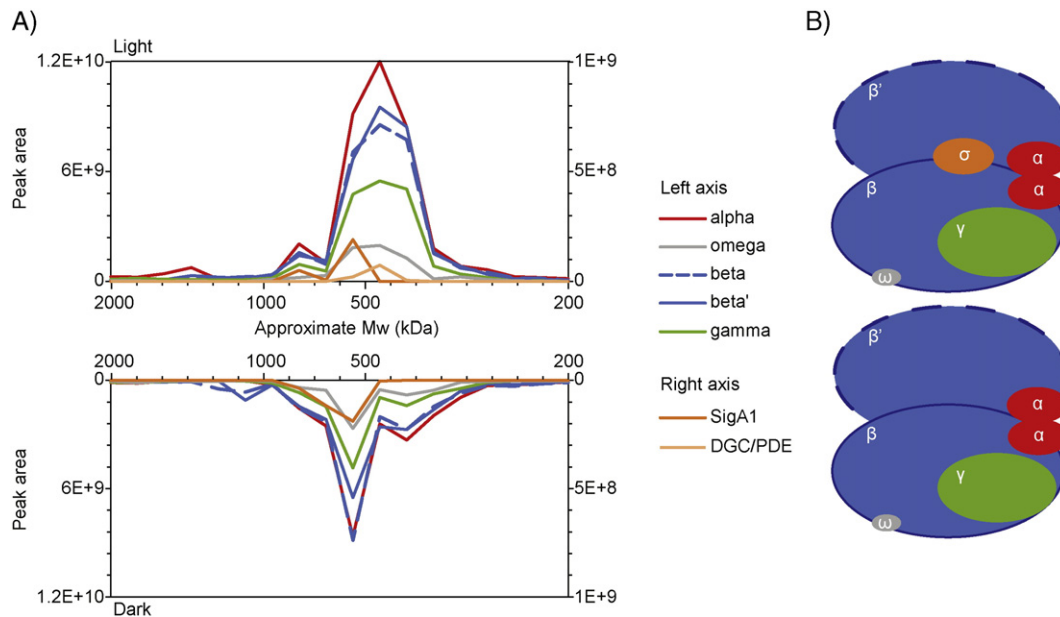 A)
B)
Light
1.2E+10
1E+9
Peak area
6E+9
5E+8
0
0
2000
1000
500
200
Approximate Mw (kDa)
2000
1000
500
200
0
0
Peak area
6E+9
5E+8
1.2E+10
1E+9
Dark
Left axis
alpha
omega
beta
beta'
gamma
Right axis
SigA1
DGC/PDE
β'
σ
α
β
α
γ
ω
β'
α
β
α
γ
ω